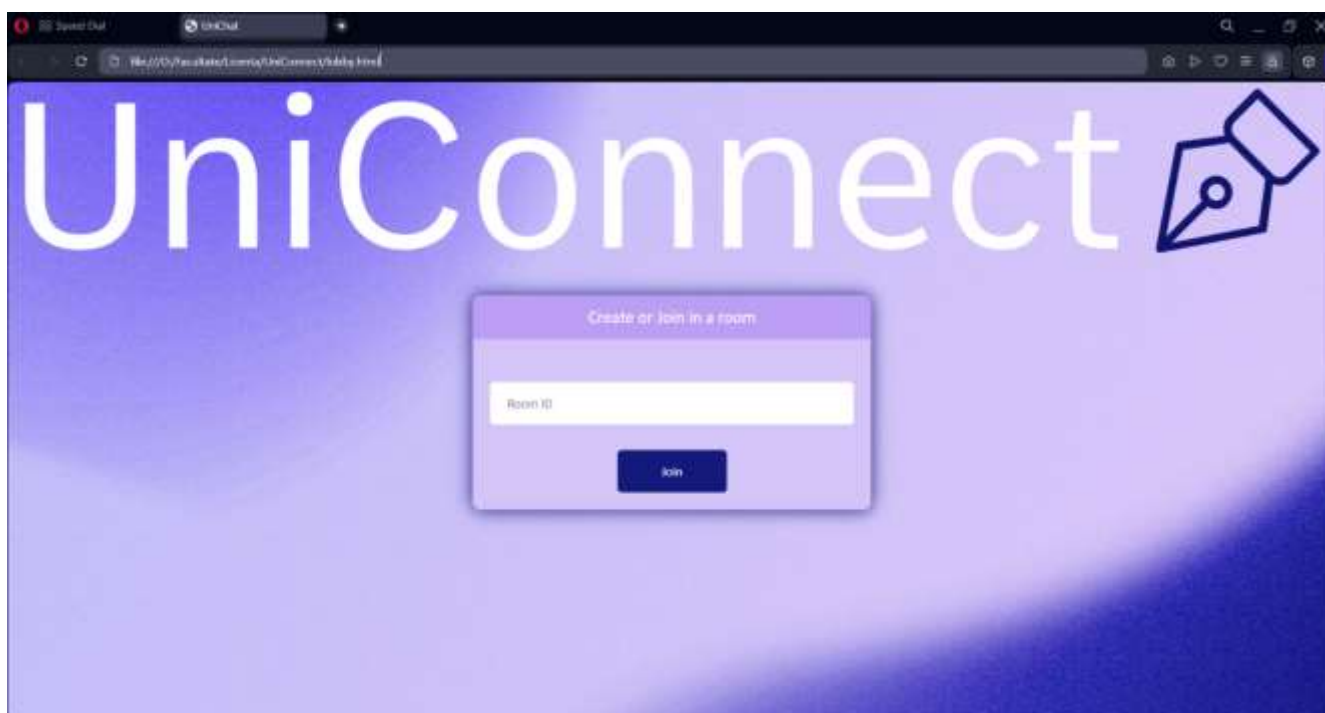 Speed Dial
UniChat
file:///D:/facultate/Licenta/UniConnect/lobby.html
UniConnect
Create or Join in a room
Room ID
Join